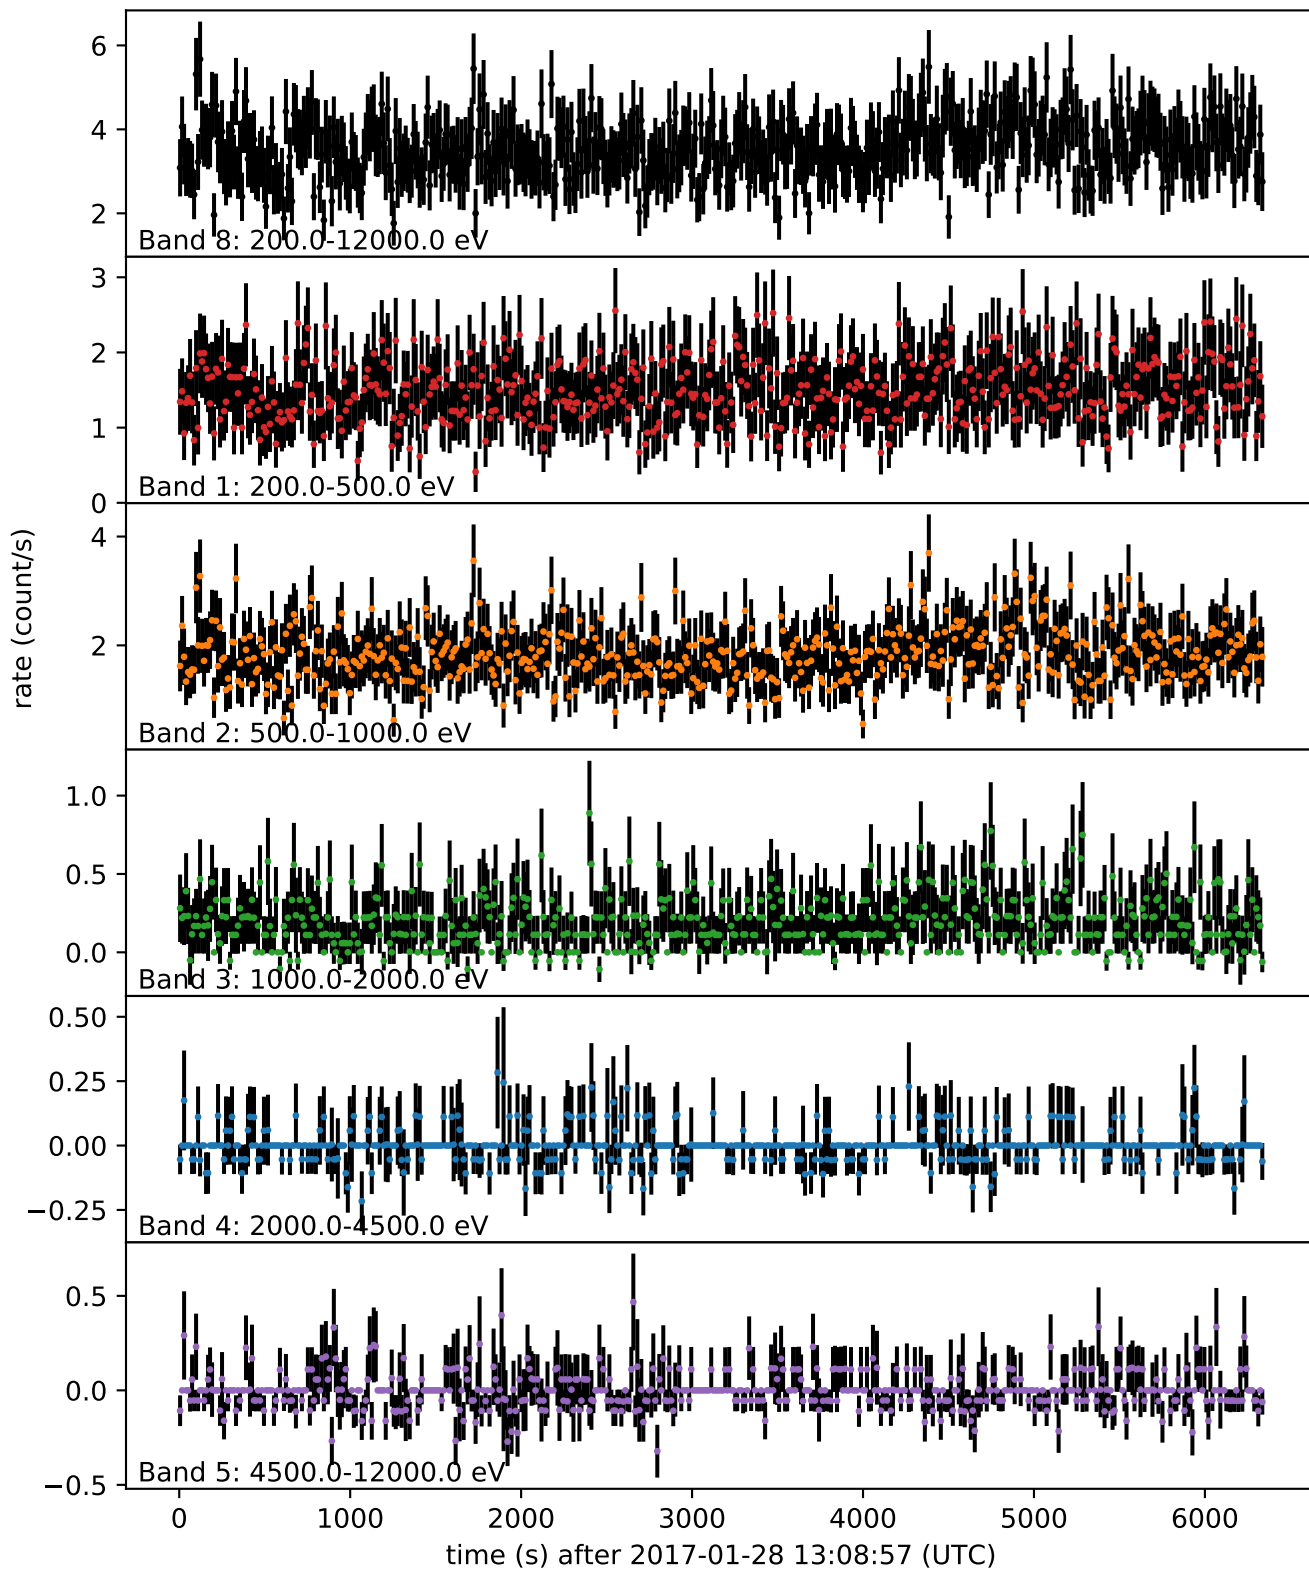 6
4
2
Band 8: 200.0-12000.0 eV
3
2
1
0
Band 1: 200.0-500.0 eV
4
2
Band 2: 500.0-1000.0 eV
rate (count/s)
1.0
0.5
0.0
Band 3: 1000.0-2000.0 eV
0.50
0.25
0.00
−0.25
Band 4: 2000.0-4500.0 eV
0.5
0.0
−0.5
Band 5: 4500.0-12000.0 eV
0 1000 2000 3000 4000 5000 6000
time (s) after 2017-01-28 13:08:57 (UTC)